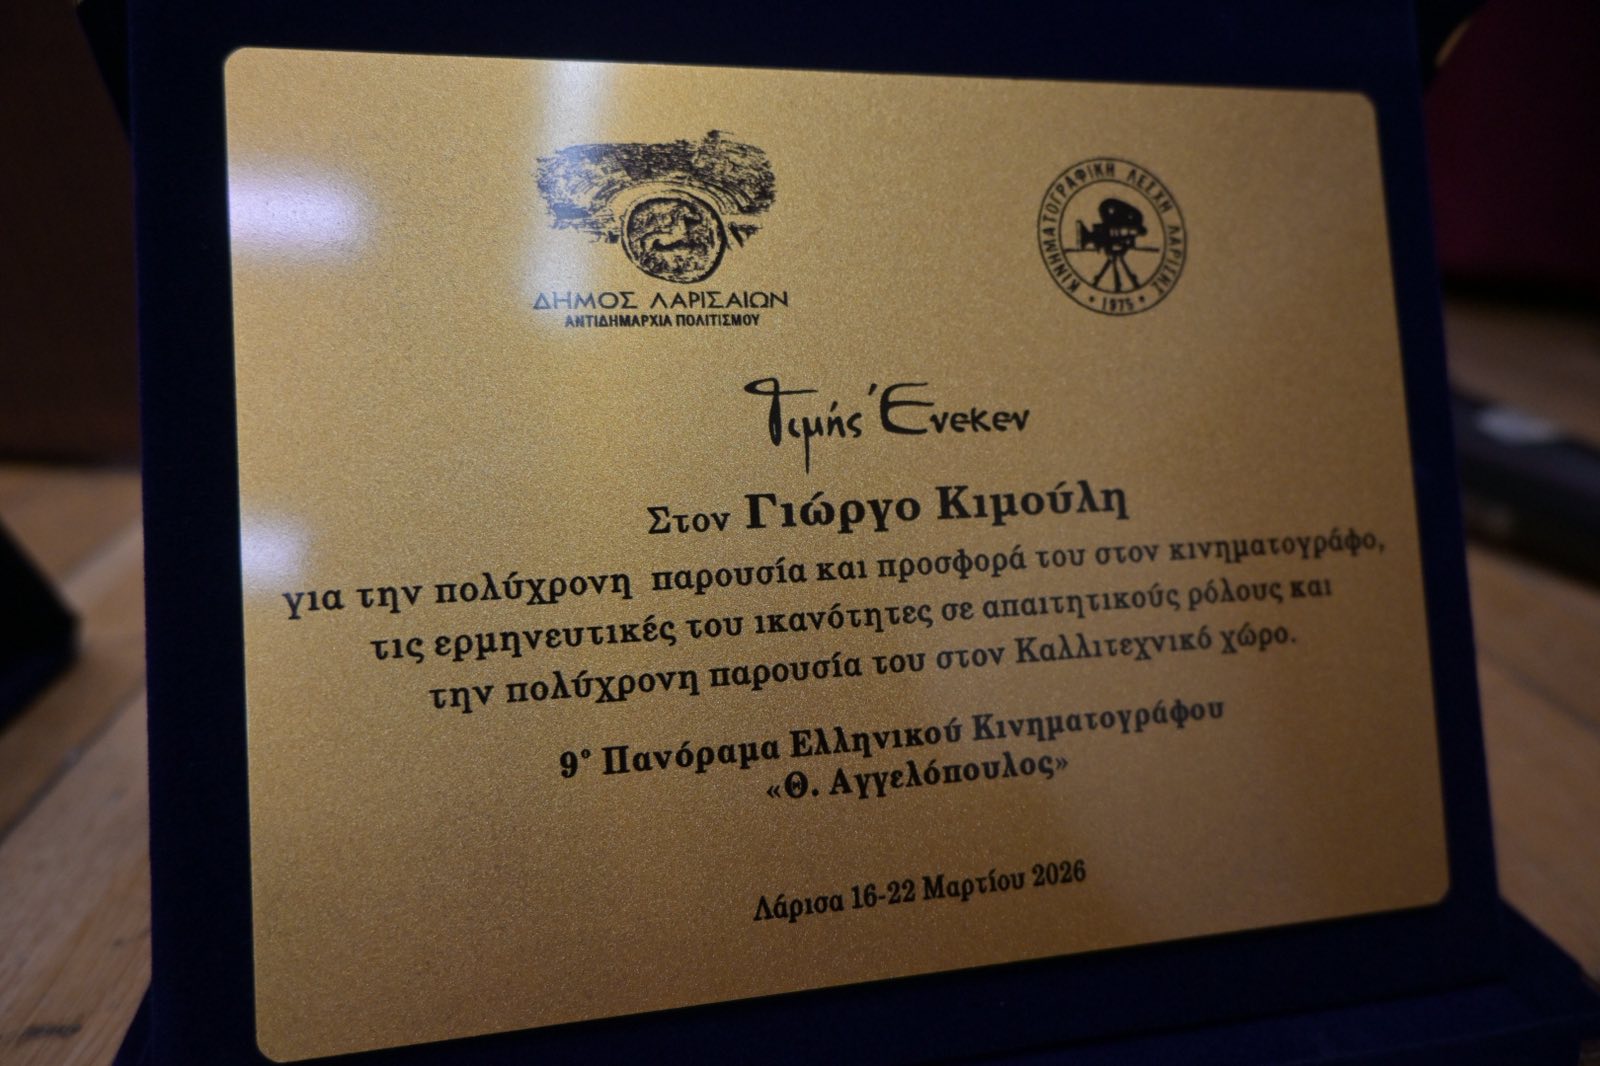 ΔΗΜΟΣ ΛΑΡΙΣΑΙΩΝ
ΑΝΤΙΔΗΜΑΡΧΙΑ ΠΟΛΙΤΙΣΜΟΥ
ΚΙΝΗΜΑΤΟΓΡΑΦΙΚΗ ΛΕΣΧΗ ΛΑΡΙΣΗΣ
• 1975 •
Τιμής Ένεκεν
Στον Γιώργο Κιμούλη
για την πολύχρονη παρουσία και προσφορά του στον κινηματογράφο,
τις ερμηνευτικές του ικανότητες σε απαιτητικούς ρόλους και
την πολύχρονη παρουσία του στον Καλλιτεχνικό χώρο.
9° Πανόραμα Ελληνικού Κινηματογράφου
«Θ. Αγγελόπουλος»
Λάρισα 16-22 Μαρτίου 2026